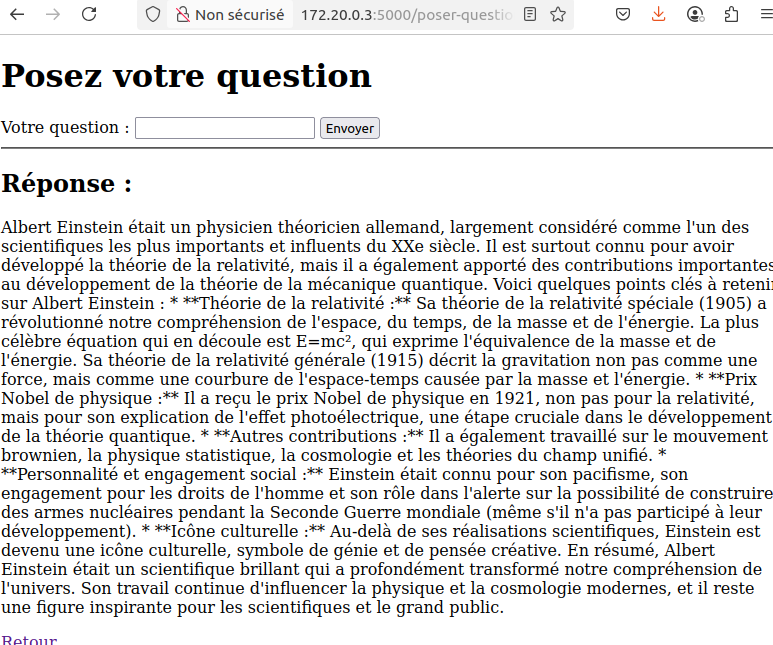 Non sécurisé 172.20.0.3:5000/poser-questio
Posez votre question
Votre question : Envoyer
Réponse :
Albert Einstein était un physicien théoricien allemand, largement considéré comme l'un des
scientifiques les plus importants et influents du XXe siècle. Il est surtout connu pour avoir
développé la théorie de la relativité, mais il a également apporté des contributions importantes
au développement de la théorie de la mécanique quantique. Voici quelques points clés à retenir
sur Albert Einstein : * **Théorie de la relativité :** Sa théorie de la relativité spéciale (1905) a
révolutionné notre compréhension de l'espace, du temps, de la masse et de l'énergie. La plus
célèbre équation qui en découle est E=mc², qui exprime l'équivalence de la masse et de
l'énergie. Sa théorie de la relativité générale (1915) décrit la gravitation non pas comme une
force, mais comme une courbure de l'espace-temps causée par la masse et l'énergie. * **Prix
Nobel de physique :** Il a reçu le prix Nobel de physique en 1921, non pas pour la relativité,
mais pour son explication de l'effet photoélectrique, une étape cruciale dans le développement
de la théorie quantique. * **Autres contributions :** Il a également travaillé sur le mouvement
brownien, la physique statistique, la cosmologie et les théories du champ unifié. *
**Personnalité et engagement social :** Einstein était connu pour son pacifisme, son
engagement pour les droits de l'homme et son rôle dans l'alerte sur la possibilité de construire
des armes nucléaires pendant la Seconde Guerre mondiale (même s'il n'a pas participé à leur
développement). * **Icône culturelle :** Au-delà de ses réalisations scientifiques, Einstein est
devenu une icône culturelle, symbole de génie et de pensée créative. En résumé, Albert
Einstein était un scientifique brillant qui a profondément transformé notre compréhension de
l'univers. Son travail continue d'influencer la physique et la cosmologie modernes, et il reste
une figure inspirante pour les scientifiques et le grand public.
Retour